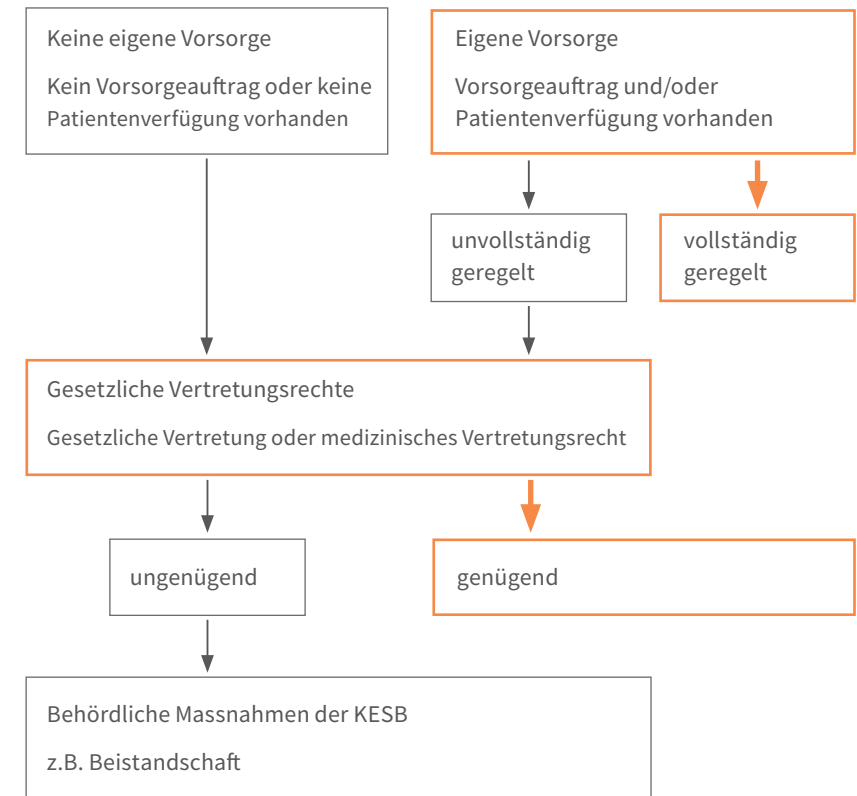 Keine eigene Vorsorge
Kein Vorsorgeauftrag oder keine
Patientenverfügung vorhanden
Eigene Vorsorge
Vorsorgeauftrag und/oder
Patientenverfügung vorhanden
unvollständig
geregelt
vollständig
geregelt
Gesetzliche Vertretungsrechte
Gesetzliche Vertretung oder medizinisches Vertretungsrecht
ungenügend
genügend
Behördliche Massnahmen der KESB
z.B. Beistandschaft